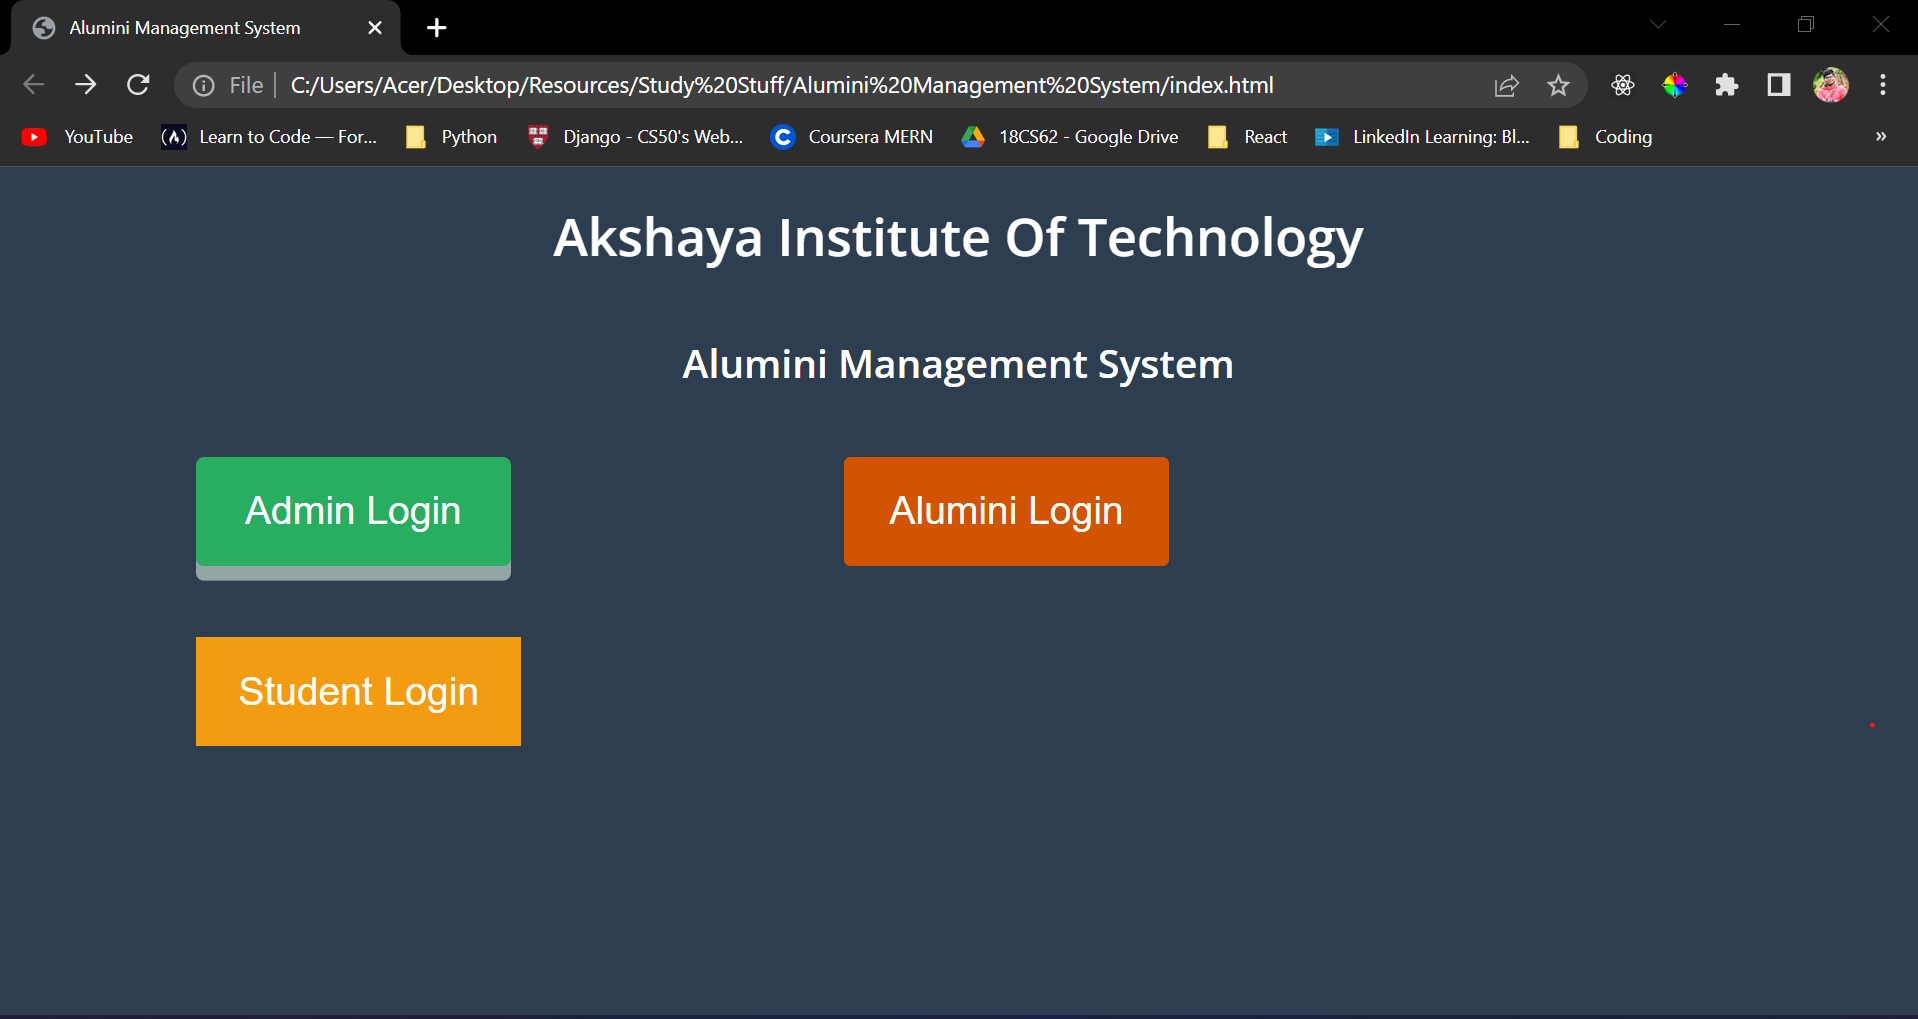 Alumini Management System
File C:/Users/Acer/Desktop/Resources/Study%20Stuff/Alumini%20Management%20System/index.html
YouTube Learn to Code — For... Python Django - CS50's Web... Coursera MERN 18CS62 - Google Drive React LinkedIn Learning: Bl... Coding »
Akshaya Institute Of Technology
Alumini Management System
Admin Login Alumini Login
Student Login